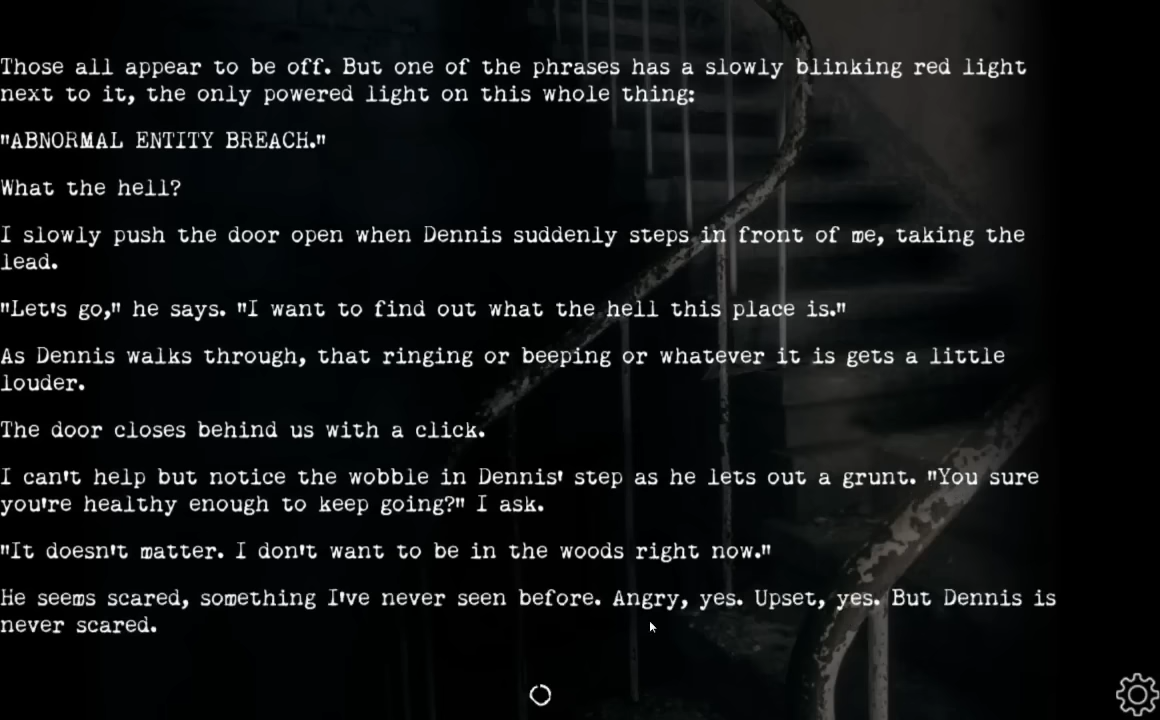 Those all appear to be off. But one of the phrases has a slowly blinking red light
next to it, the only powered light on this whole thing:
"ABNORMAL ENTITY BREACH."
What the hell?
I slowly push the door open when Dennis suddenly steps in front of me, taking the
lead.
"Let's go," he says. "I want to find out what the hell this place is."
As Dennis walks through, that ringing or beeping or whatever it is gets a little
louder.
The door closes behind us with a click.
I can't help but notice the wobble in Dennis' step as he lets out a grunt. "You sure
you're healthy enough to keep going?" I ask.
"It doesn't matter. I don't want to be in the woods right now."
He seems scared, something I've never seen before. Angry, yes. Upset, yes. But Dennis is
never scared.